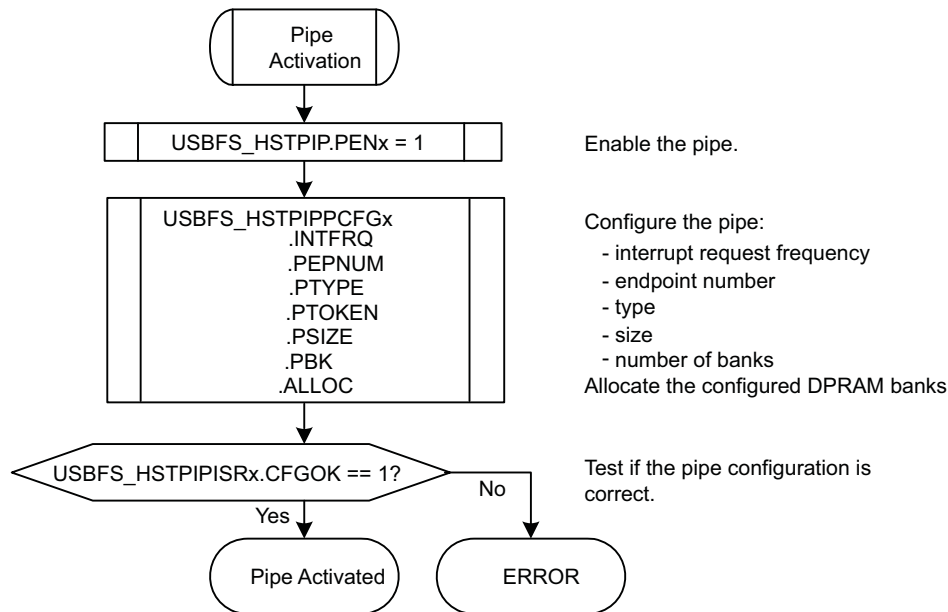 Pipe
Activation
USBFS_HSTPIP.PENx = 1
Enable the pipe.
USBFS_HSTPIPPCFGx
.INTFRQ
.PEPNUM
.PTYPE
.PTOKEN
.PSIZE
.PBK
.ALLOC
Configure the pipe:
- interrupt request frequency
- endpoint number
- type
- size
- number of banks
Allocate the configured DPRAM banks
USBFS_HSTPIPISRx.CFGOK == 1?
Test if the pipe configuration is
correct.
No
Yes
Pipe Activated
ERROR